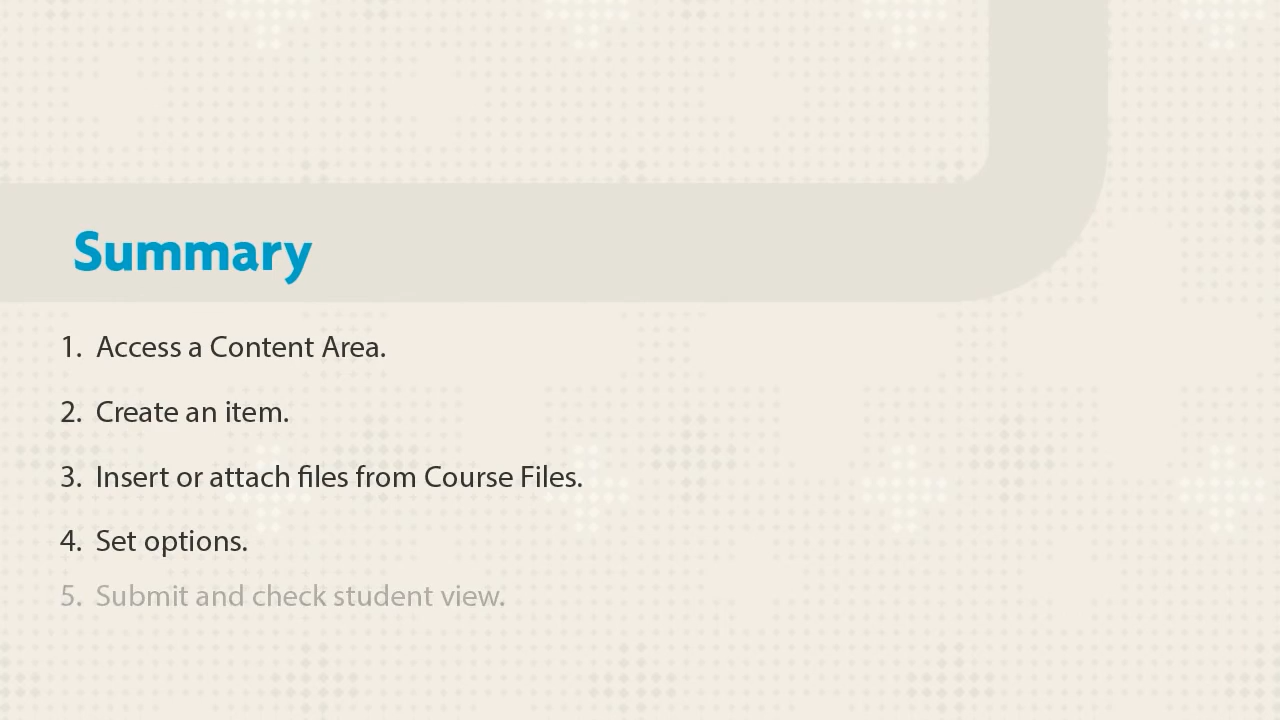 Summary
1. Access a Content Area.
2. Create an item.
3. Insert or attach files from Course Files.
4. Set options.
5. Submit and check student view.